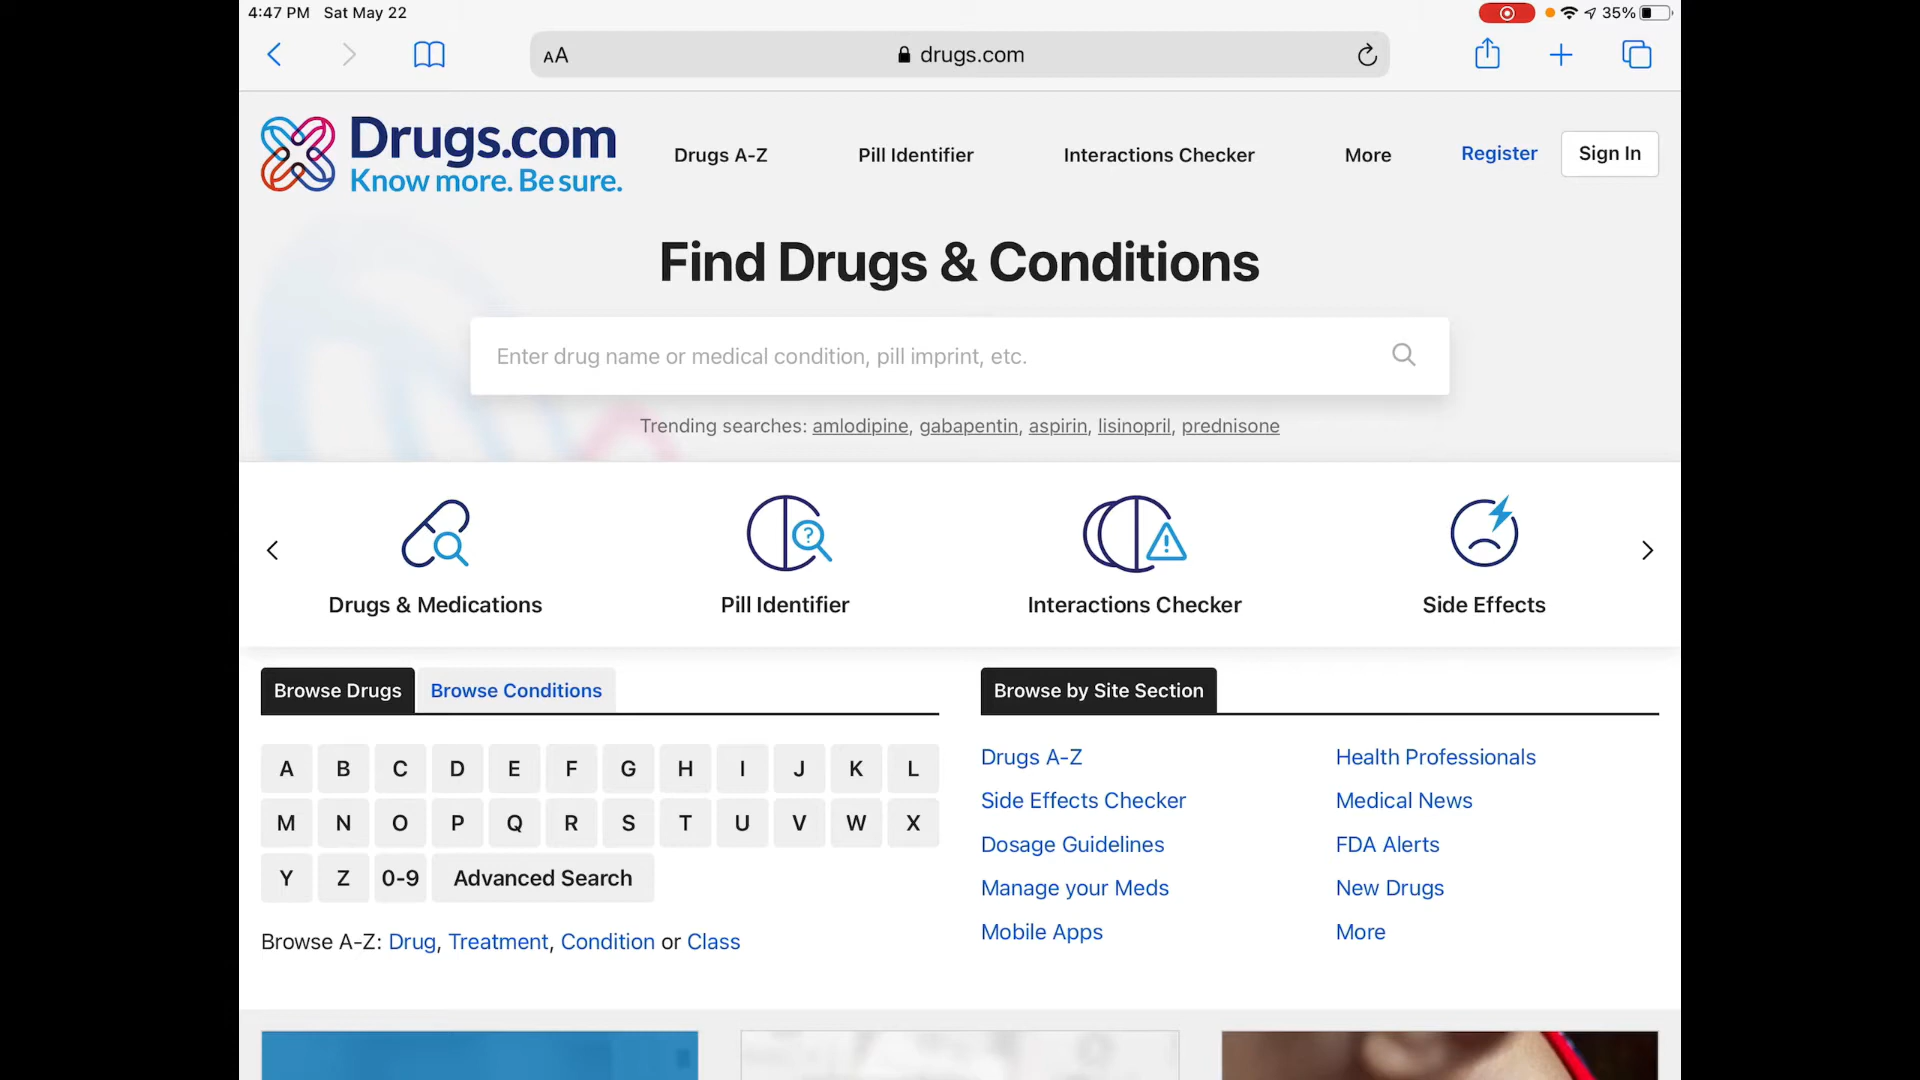 4:47 PM Sat May 22
35%
AA
drugs.com
Drugs.com
Know more. Be sure.
Drugs A-Z
Pill Identifier
Interactions Checker
More
Register
Sign In
Find Drugs & Conditions
Enter drug name or medical condition, pill imprint, etc.
Trending searches: amlodipine, gabapentin, aspirin, lisinopril, prednisone
Drugs & Medications
Pill Identifier
Interactions Checker
Side Effects
Browse Drugs
Browse Conditions
A B C D E F G H I J K L
M N O P Q R S T U V W X
Y Z 0-9 Advanced Search
Browse A-Z: Drug, Treatment, Condition or Class
Browse by Site Section
Drugs A-Z
Side Effects Checker
Dosage Guidelines
Manage your Meds
Mobile Apps
Health Professionals
Medical News
FDA Alerts
New Drugs
More